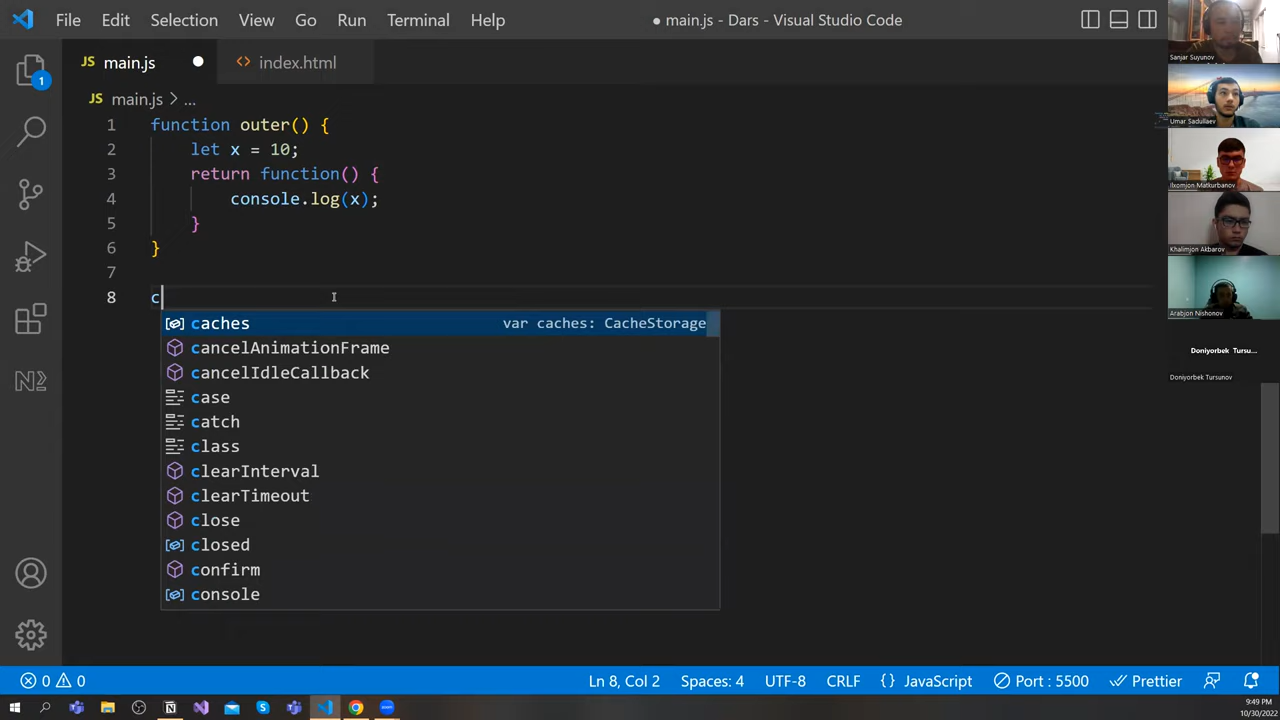 File Edit Selection View Go Run Terminal Help
● main.js - Dars - Visual Studio Code
JS main.js ● <> index.html
JS main.js > ...
1 function outer() {
2 let x = 10;
3 return function() {
4 console.log(x);
5 }
6 }
7
8 c
caches var caches: CacheStorage
cancelAnimationFrame
cancelIdleCallback
case
catch
class
clearInterval
clearTimeout
close
closed
confirm
console
1
Sanjar Suyunov
Umar Sadullaev
Ilxomjon Matkurbanov
Khalimjon Akbarov
Arabjon Nishonov
Doniyorbek Tursu...
Doniyorbek Tursunov
0 0 Ln 8, Col 2 Spaces: 4 UTF-8 CRLF {} JavaScript Port : 5500 Prettier
9:49 PM
10/30/2022